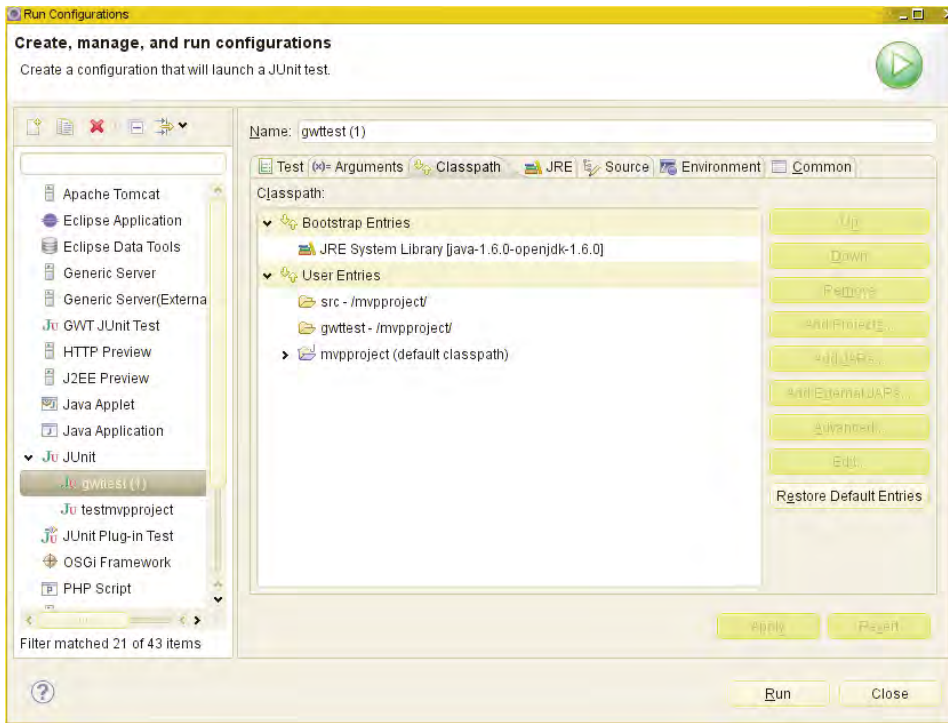 Run Configurations
Create, manage, and run configurations
Create a configuration that will launch a JUnit test.
Name: gwttest (1)
Test (x)= Arguments Classpath JRE Source Environment Common
Classpath:
Bootstrap Entries
JRE System Library [java-1.6.0-openjdk-1.6.0]
User Entries
src - /mvpproject/
gwttest - /mvpproject/
mvpproject (default classpath)
Up
Down
Remove
Add Projects...
Add JARs...
Add External JARs...
Advanced...
Edit...
Restore Default Entries
Apache Tomcat
Eclipse Application
Eclipse Data Tools
Generic Server
Generic Server(Externa
Ju GWT JUnit Test
HTTP Preview
J2EE Preview
Java Applet
Java Application
Ju JUnit
Ju gwttest (1)
Ju testmvpproject
Jü JUnit Plug-in Test
OSGi Framework
PHP Script
Filter matched 21 of 43 items
Apply
Revert
Run
Close